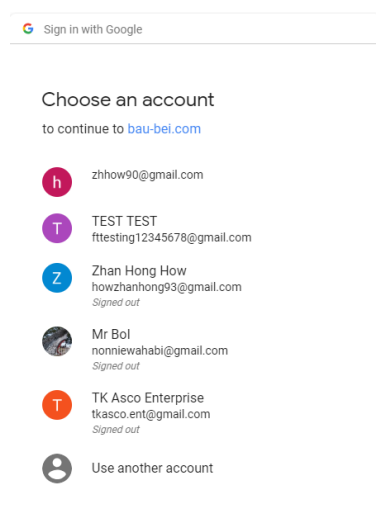 Sign in with Google
Choose an account
to continue to bau-bei.com
h
zhhow90@gmail.com
T
TEST TEST
fttesting12345678@gmail.com
Z
Zhan Hong How
howzhanhong93@gmail.com
Signed out
Mr Bol
nonniewahabi@gmail.com
Signed out
T
TK Asco Enterprise
tkasco.ent@gmail.com
Signed out
Use another account